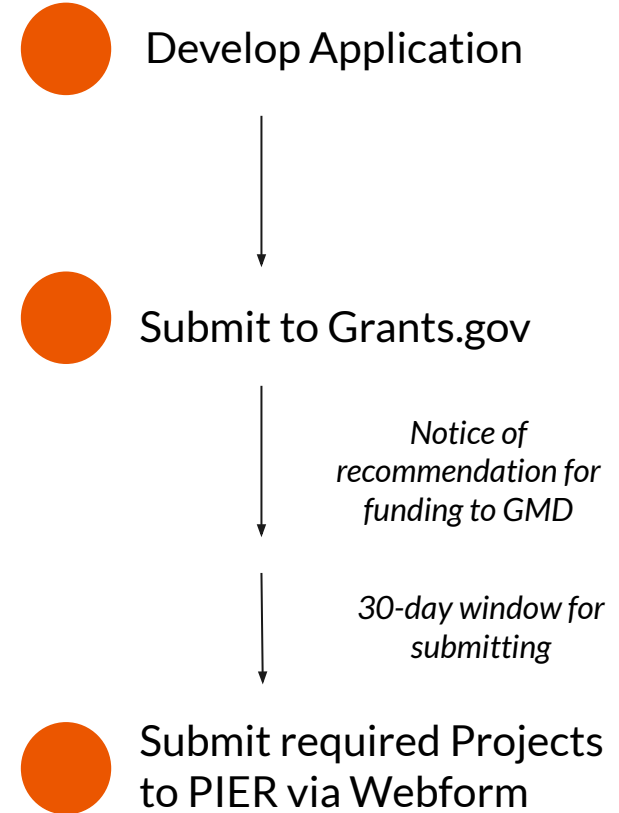 Develop Application
Submit to Grants.gov
Notice of
recommendation for
funding to GMD
30-day window for
submitting
Submit required Projects
to PIER via Webform